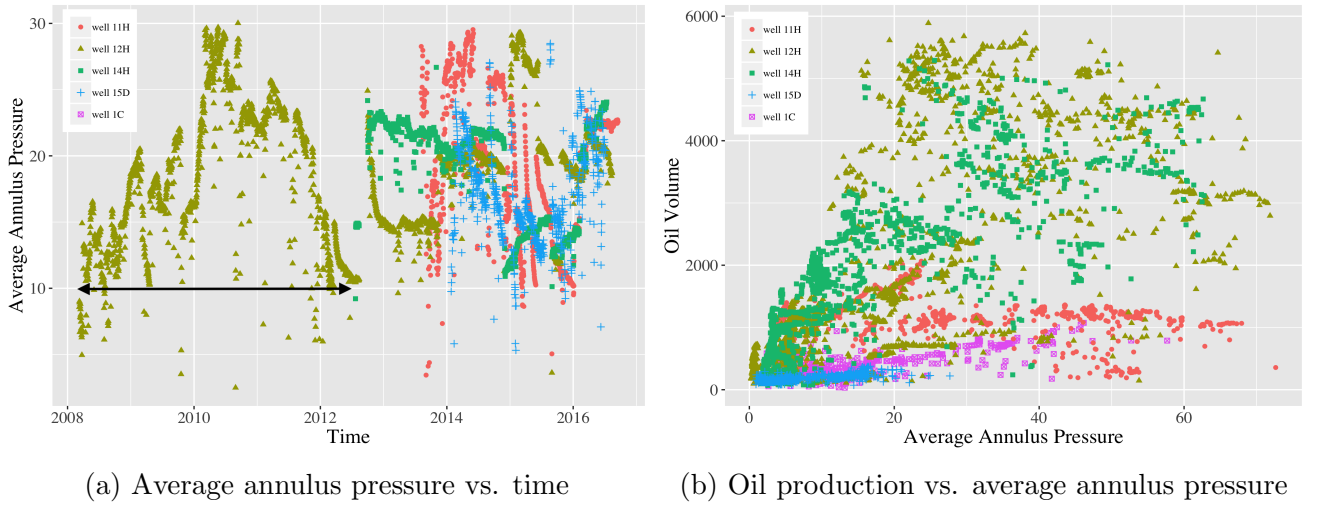 well 11H
well 12H
well 14H
well 15D
well 1C
30
20
10
2008
2010
2012
2014
2016
Average Annulus Pressure
Time
(a) Average annulus pressure vs. time
well 11H
well 12H
well 14H
well 15D
well 1C
6000
4000
2000
0
0
20
40
60
Oil Volume
Average Annulus Pressure
(b) Oil production vs. average annulus pressure